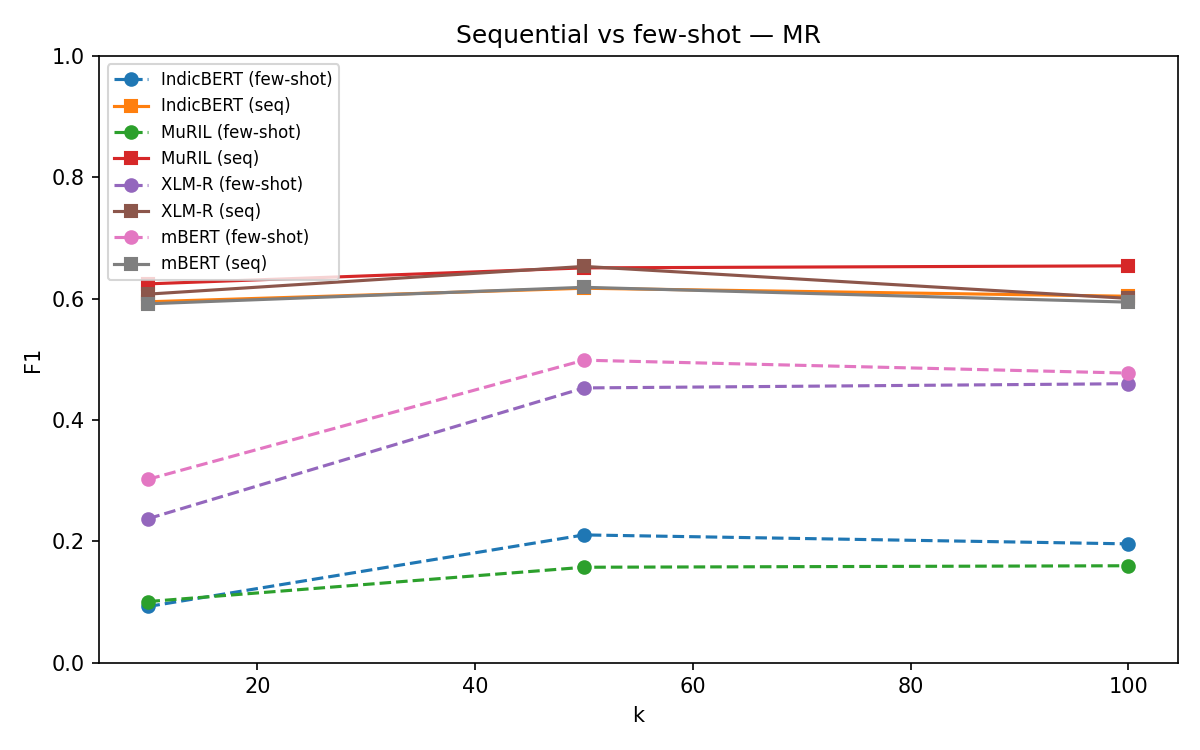 Sequential vs few-shot — MR
1.0
0.8
0.6
0.4
0.2
0.0
F1
IndicBERT (few-shot)
IndicBERT (seq)
MuRIL (few-shot)
MuRIL (seq)
XLM-R (few-shot)
XLM-R (seq)
mBERT (few-shot)
mBERT (seq)
20 40 60 80 100
k